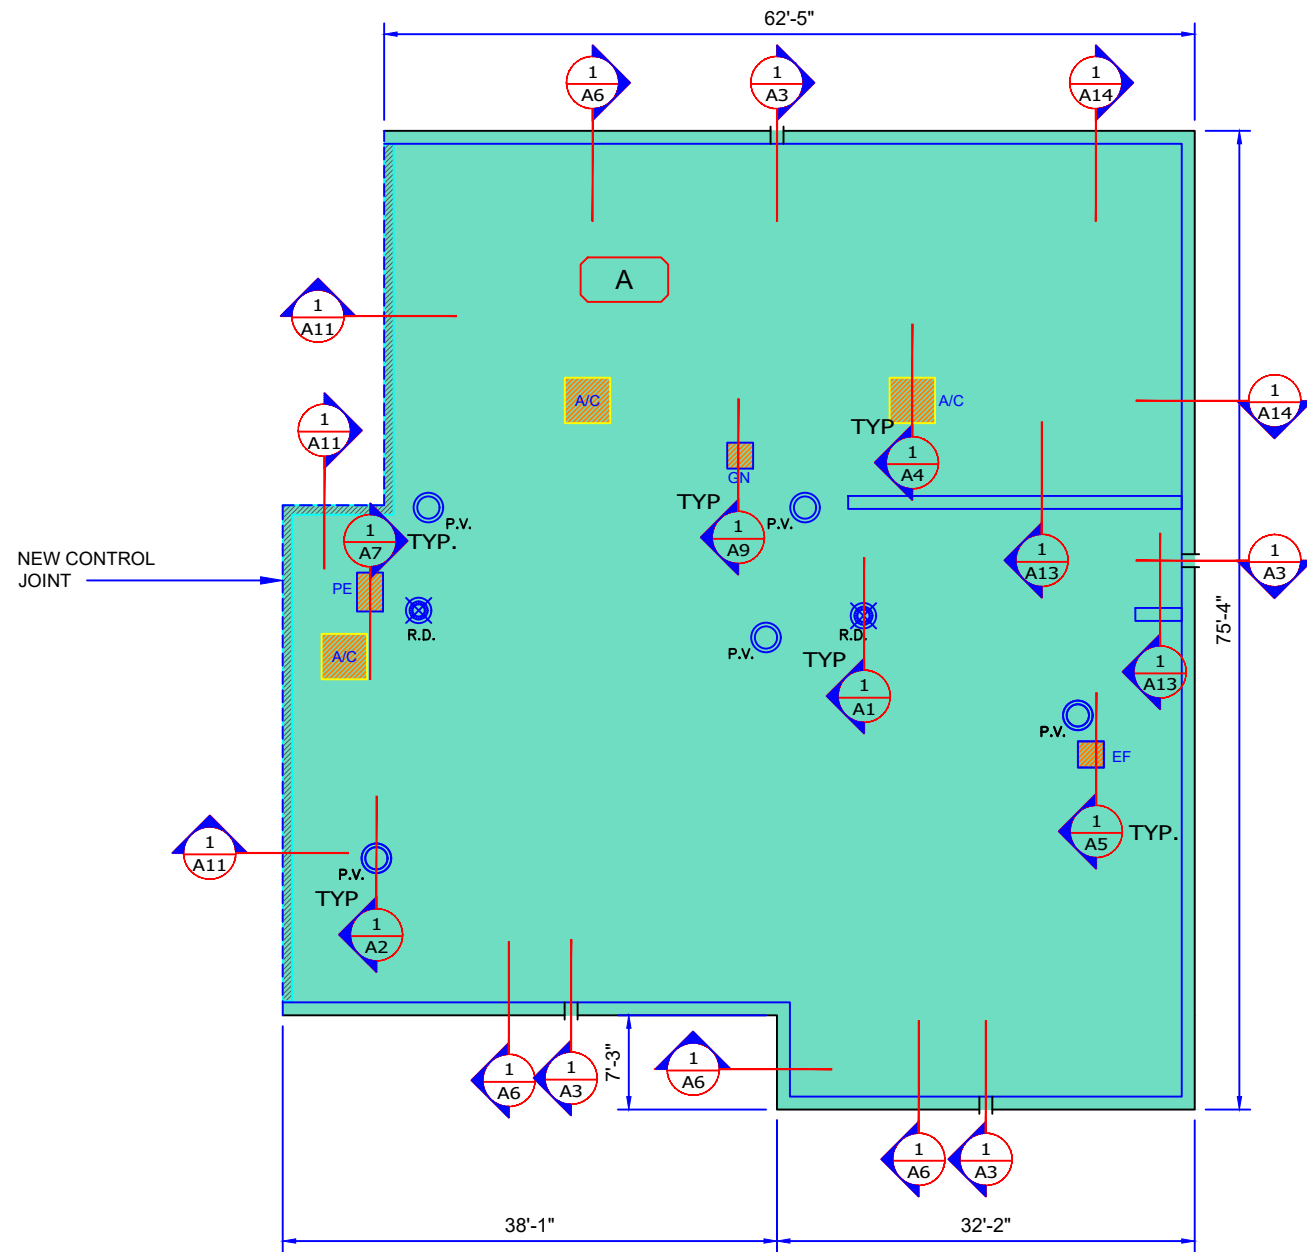 62'-5"
1
A6
1
A3
1
A14
A
1
A11
A/C
A/C
1
A14
1
A11
TYP
1
A4
GN
TYP
1
A9
P.V.
P.V.
1
A7
TYP.
1
A13
1
A3
NEW CONTROL
JOINT
PE
R.D.
R.D.
75'-4"
A/C
P.V.
TYP
1
A1
1
A13
P.V.
EF
1
A5
TYP.
1
A11
P.V.
TYP
1
A2
1
A6
1
A3
7'-3"
1
A6
1
A6
1
A3
38'-1"
32'-2"